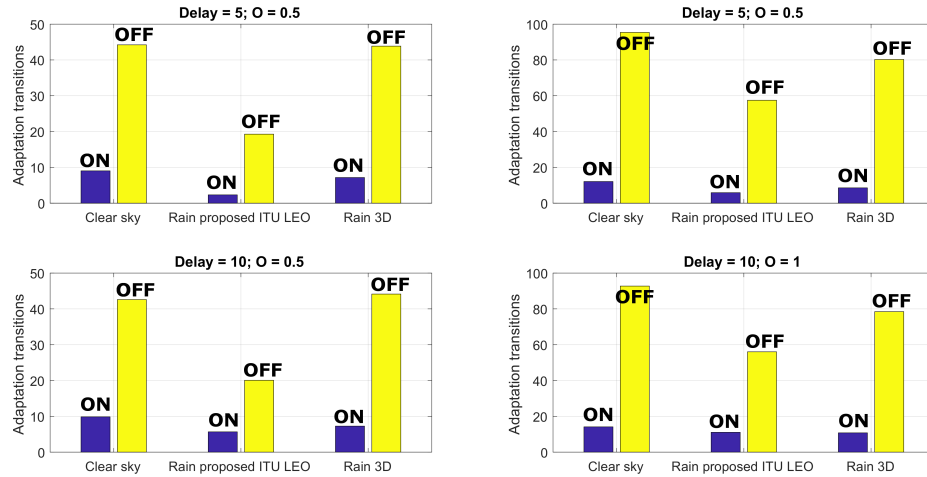 Delay = 5; O = 0.5
Adaptation transitions
50
40
30
20
10
0
ON
OFF
ON
OFF
ON
OFF
Clear sky
Rain proposed ITU LEO
Rain 3D
Delay = 5; O = 0.5
Adaptation transitions
100
80
60
40
20
0
ON
OFF
ON
OFF
ON
OFF
Clear sky
Rain proposed ITU LEO
Rain 3D
Delay = 10; O = 0.5
Adaptation transitions
50
40
30
20
10
0
ON
OFF
ON
OFF
ON
OFF
Clear sky
Rain proposed ITU LEO
Rain 3D
Delay = 10; O = 1
Adaptation transitions
100
80
60
40
20
0
ON
OFF
ON
OFF
ON
OFF
Clear sky
Rain proposed ITU LEO
Rain 3D